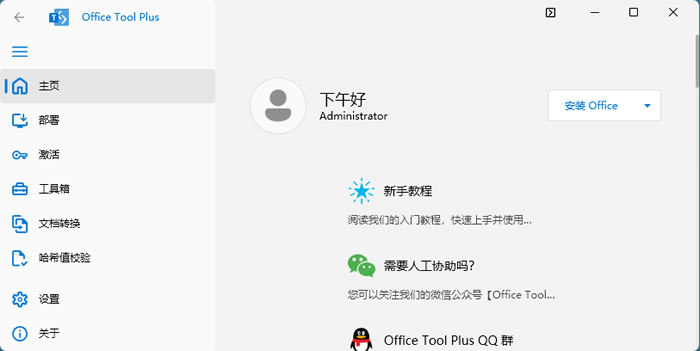 Office Tool Plus
主页
部署
激活
工具箱
文档转换
哈希值校验
设置
关于
下午好
Administrator
安装 Office
新手教程
阅读我们的入门教程，快速上手并使用...
需要人工协助吗？
您可以关注我们的微信公众号【Office Tool...
Office Tool Plus QQ 群